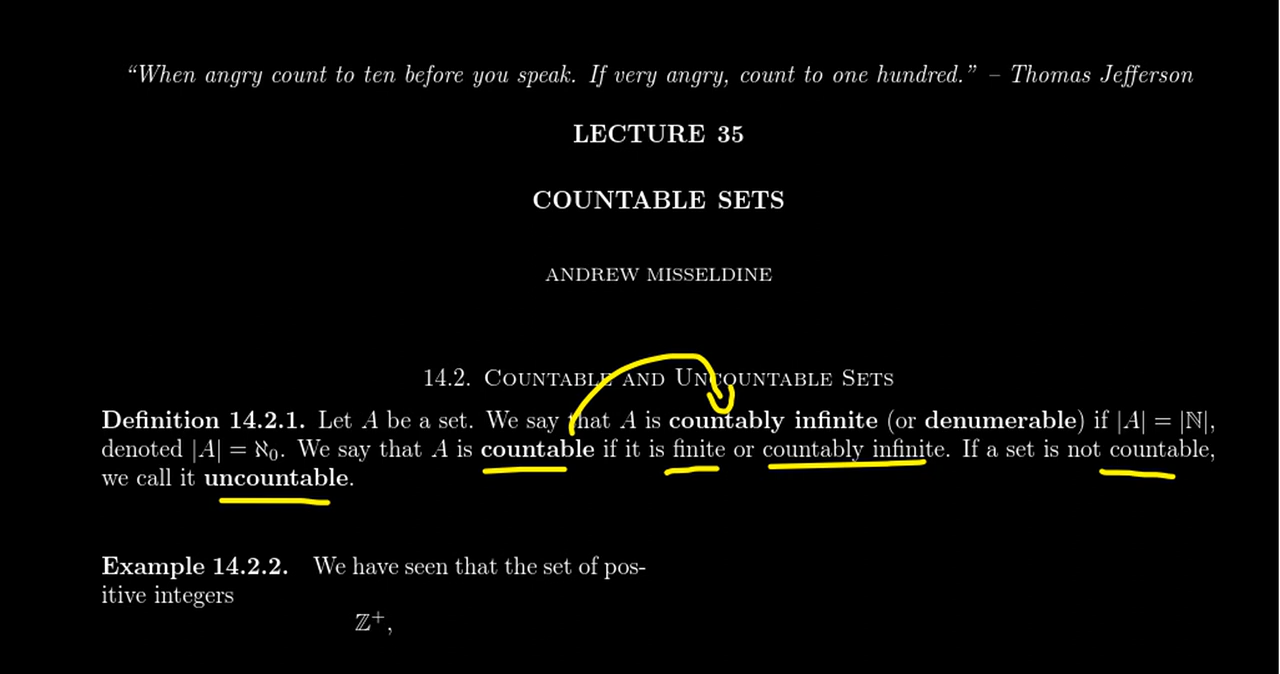 “When angry count to ten before you speak. If very angry, count to one hundred.” – Thomas Jefferson
LECTURE 35
COUNTABLE SETS
ANDREW MISSELDINE
14.2. Countable and Uncountable Sets
Definition 14.2.1. Let A be a set. We say that A is countably infinite (or denumerable) if |A| = |ℕ|,
denoted |A| = ℵ₀. We say that A is countable if it is finite or countably infinite. If a set is not countable,
we call it uncountable.
Example 14.2.2. We have seen that the set of pos-
itive integers
ℤ⁺,